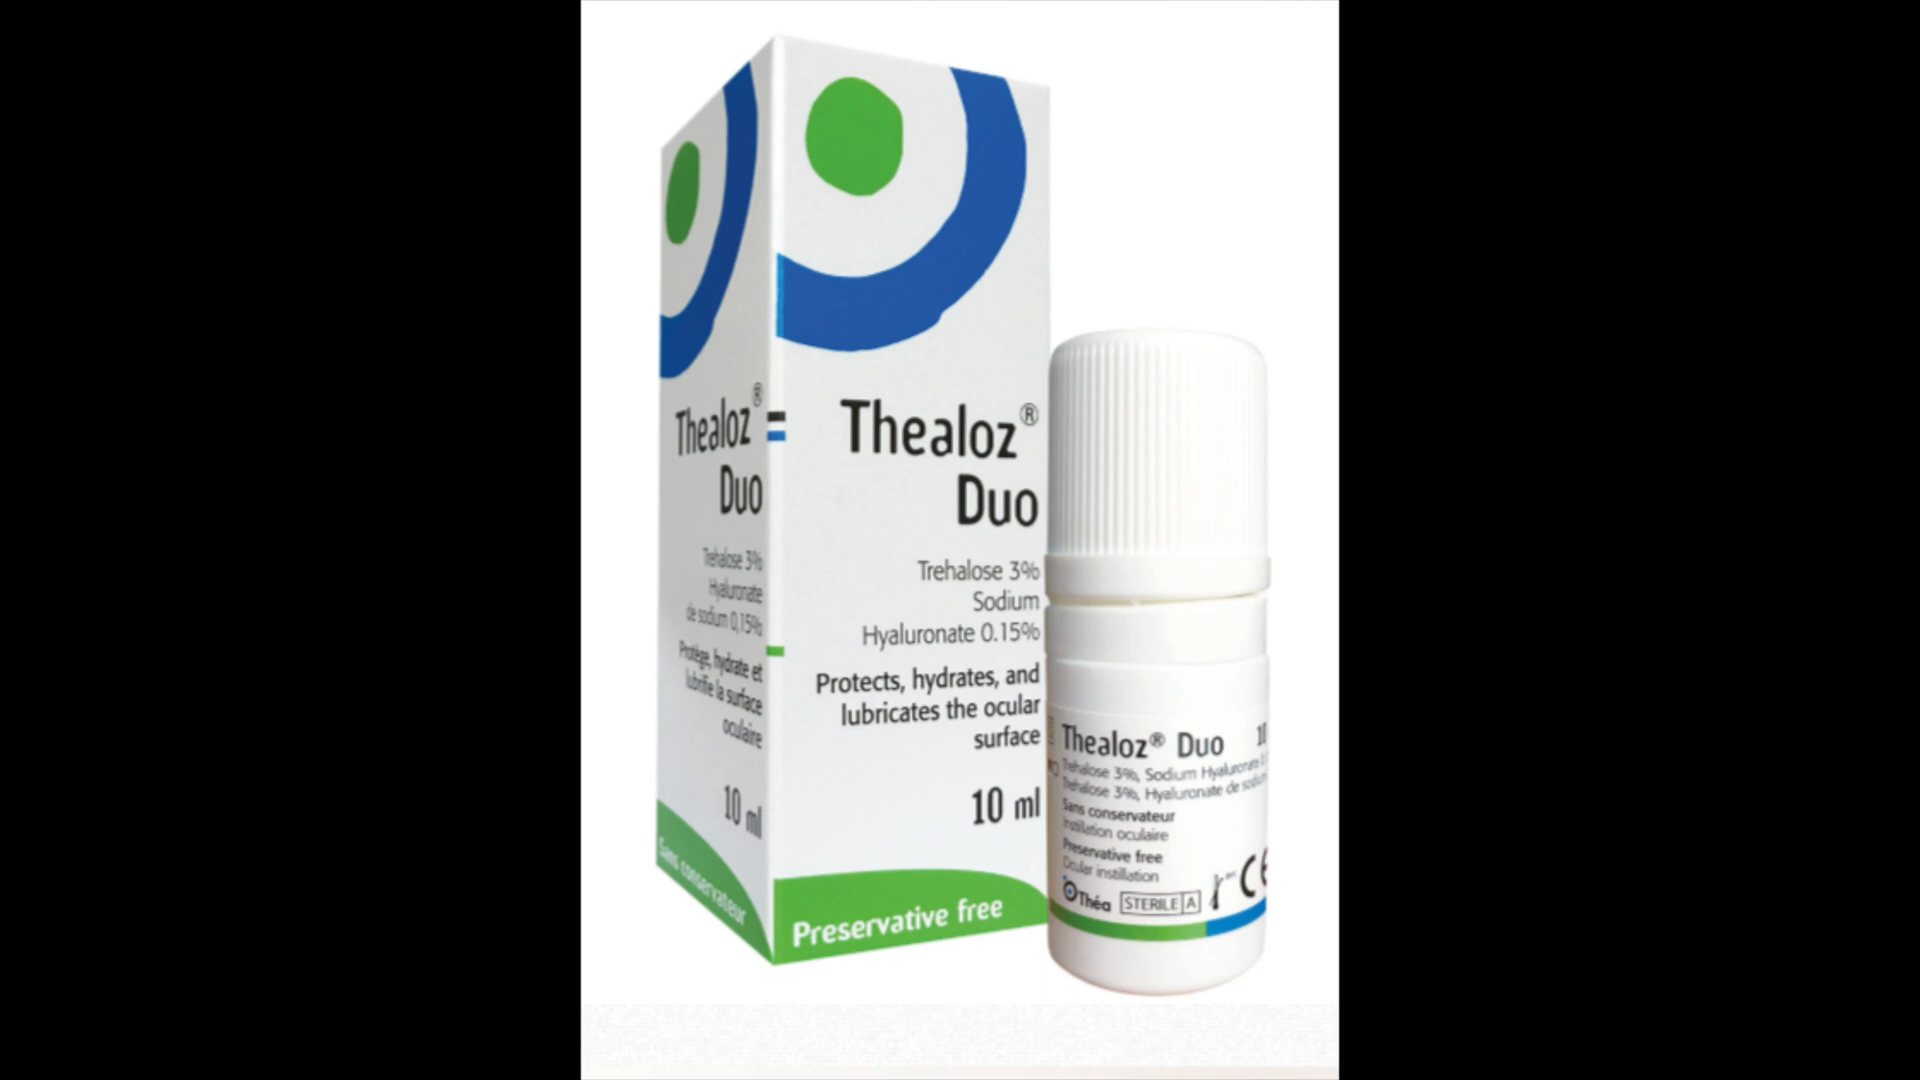 Thealoz®
Duo
Trehalose 3%
Hyaluronate
de sodium 0,15%
Protège, hydrate et
lubrifie la surface
oculaire
10 ml
Sans conservateur
Thealoz®
Duo
Trehalose 3%
Sodium
Hyaluronate 0.15%
Protects, hydrates, and
lubricates the ocular
surface
10 ml
Preservative free
Thealoz® Duo 10
Trehalose 3%, Sodium Hyaluronate
Trehalose 3%, Hyaluronate de sodium
Sans conservateur
Instillation oculaire
Preservative free
Ocular instillation
Théa STERILE A CE